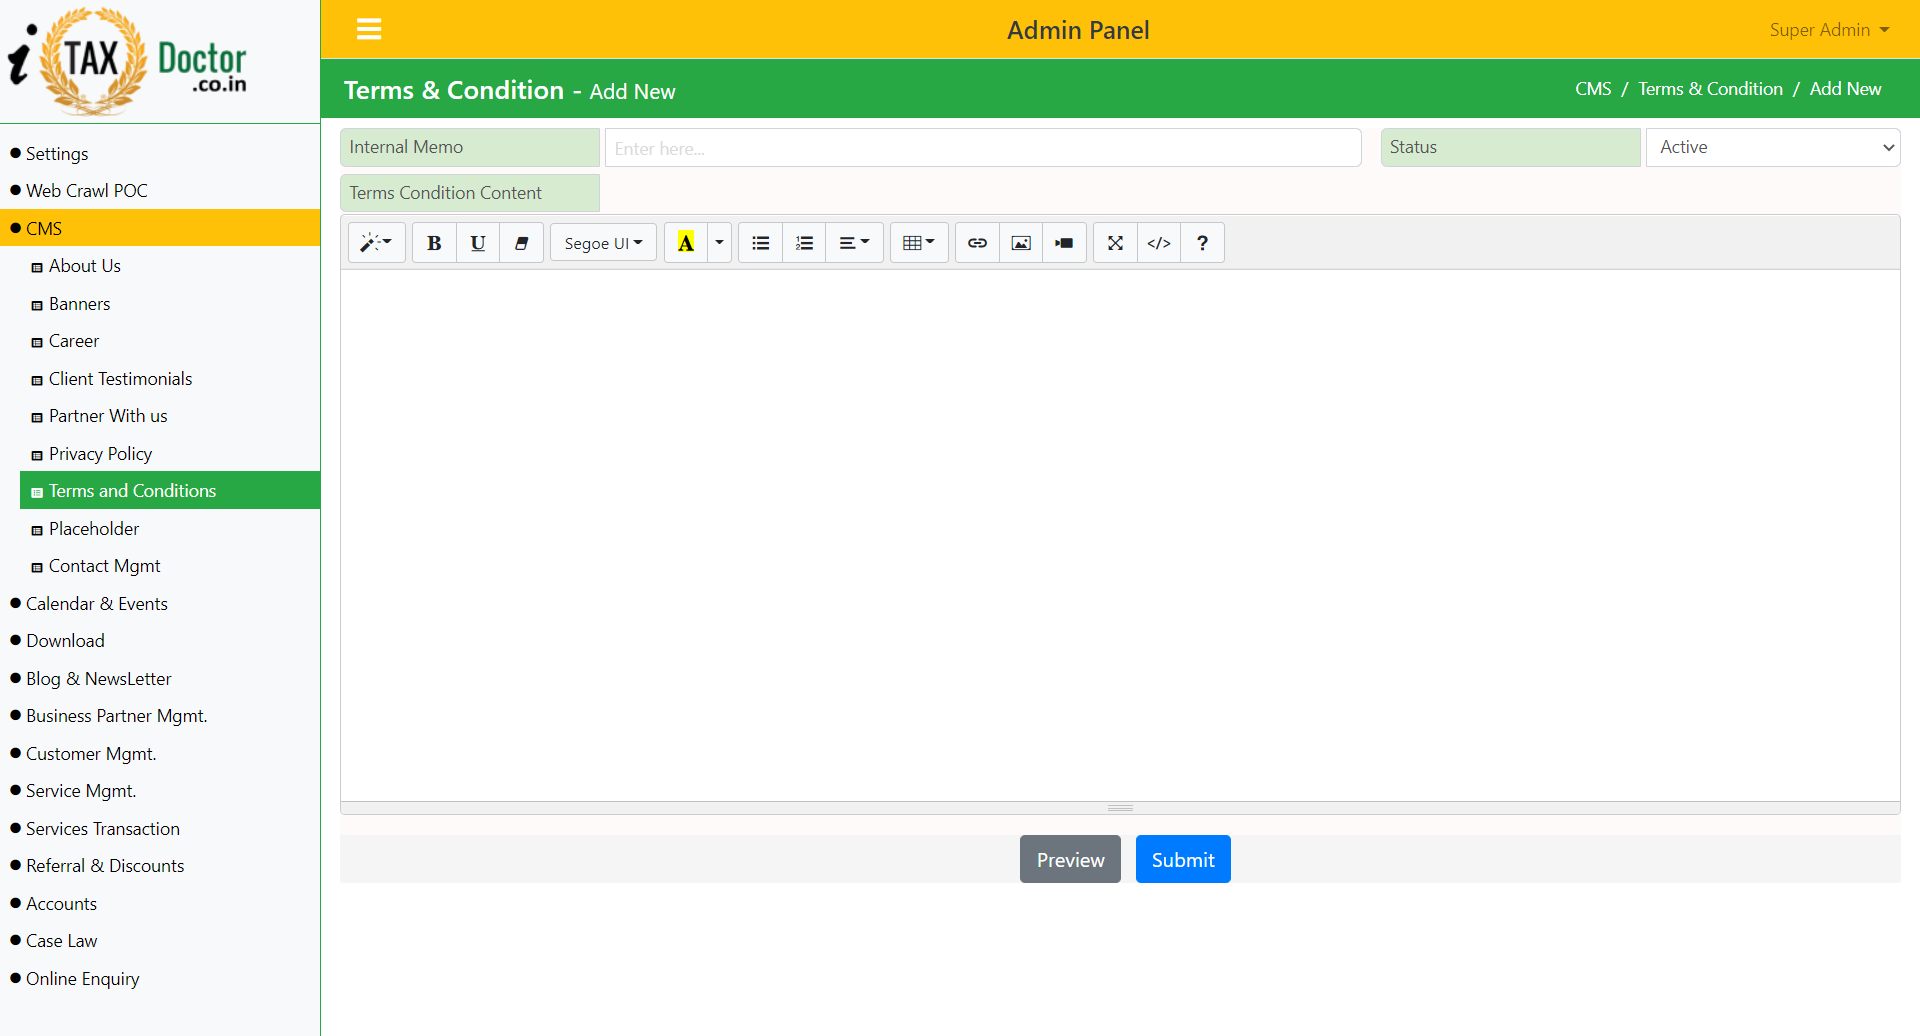 i TAX Doctor
.co.in
Admin Panel
Super Admin
Terms & Condition - Add New
CMS / Terms & Condition / Add New
Settings
Web Crawl POC
CMS
About Us
Banners
Career
Client Testimonials
Partner With us
Privacy Policy
Terms and Conditions
Placeholder
Contact Mgmt
Calendar & Events
Download
Blog & NewsLetter
Business Partner Mgmt.
Customer Mgmt.
Service Mgmt.
Services Transaction
Referral & Discounts
Accounts
Case Law
Online Enquiry
Internal Memo
Enter here...
Status
Active
Terms Condition Content
B U Segoe UI A </> ?
Preview
Submit